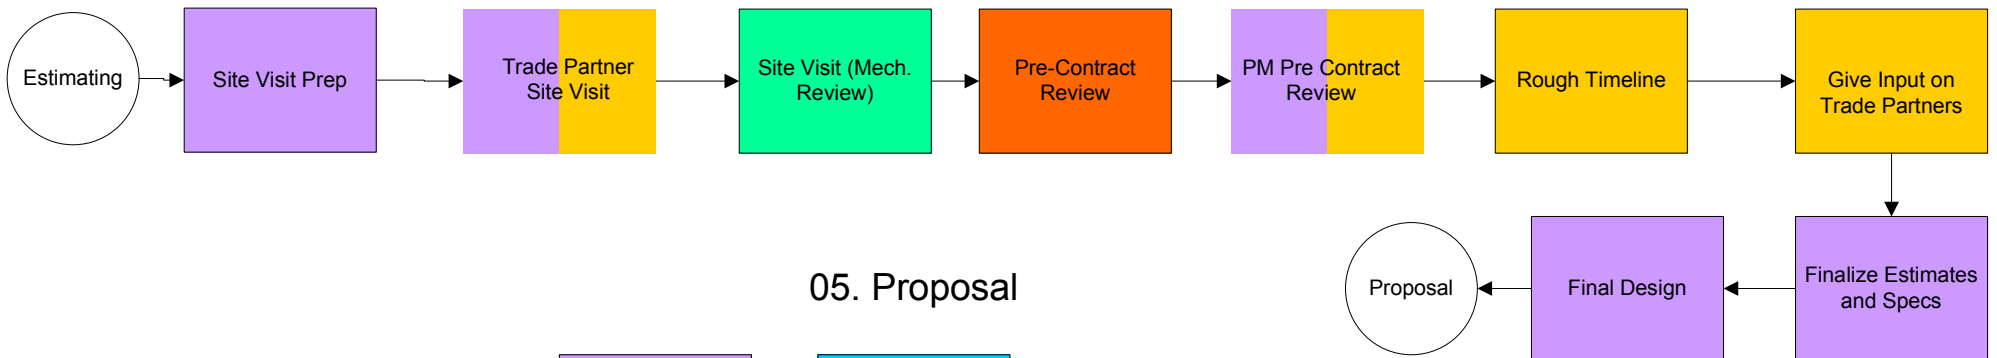 Estimating
Site Visit Prep
Trade Partner
Site Visit
Site Visit (Mech.
Review)
Pre-Contract
Review
PM Pre Contract
Review
Rough Timeline
Give Input on
Trade Partners
05. Proposal
Proposal
Final Design
Finalize Estimates
and Specs